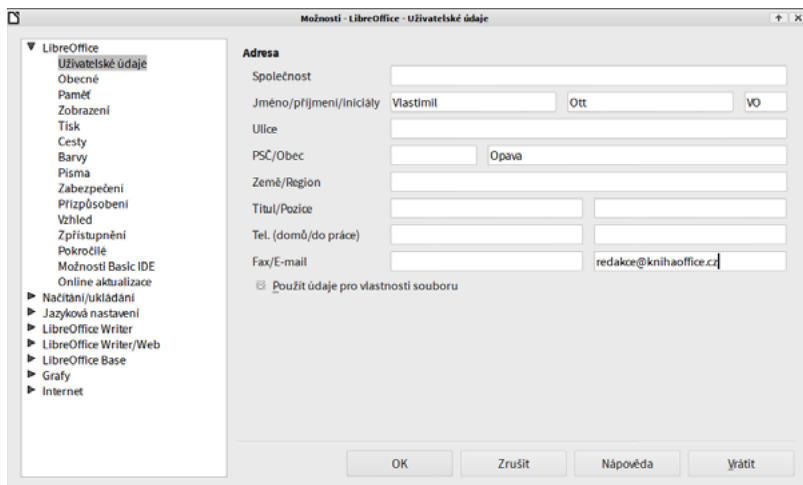 Možnosti - LibreOffice - Uživatelské údaje
LibreOffice
Uživatelské údaje
Obecné
Paměť
Zobrazení
Tisk
Cesty
Barvy
Písma
Zabezpečení
Přizpůsobení
Vzhled
Zpřístupnění
Pokročilé
Možnosti Basic IDE
Online aktualizace
Načítání/ukládání
Jazyková nastavení
LibreOffice Writer
LibreOffice Writer/Web
LibreOffice Base
Grafy
Internet
Adresa
Společnost
Jméno/příjmení/iniciály Vlastimil Ott VO
Ulice
PSČ/Obec Opava
Země/Region
Titul/Pozice
Tel. (domů/do práce)
Fax/E-mail redakce@knihaoffice.cz
Použít údaje pro vlastnosti souboru
OK Zrušit Nápověda Vrátit